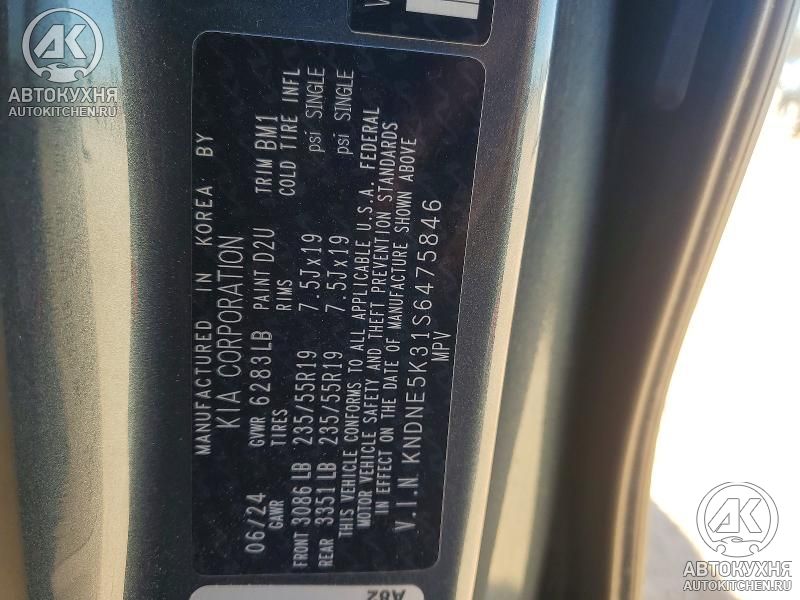 MANUFACTURED IN KOREA BY
KIA CORPORATION
06/24 GVWR 6283LB PAINT D2U TRIM BM1
GAWR TIRES RIMS COLD TIRE INFL
FRONT 3086LB 235/55R19 7.5Jx19 psi SINGLE
REAR 3351LB 235/55R19 7.5Jx19 psi SINGLE
THIS VEHICLE CONFORMS TO ALL APPLICABLE U.S.A. FEDERAL
MOTOR VEHICLE SAFETY AND THEFT PREVENTION STANDARDS
IN EFFECT ON THE DATE OF MANUFACTURE SHOWN ABOVE
V.I.N KNDNE5K31S6475846
MPV
A82
V
АК
АВТОКУХНЯ
AUTOKITCHEN.RU
АК
АВТОКУХНЯ
AUTOKITCHEN.RU